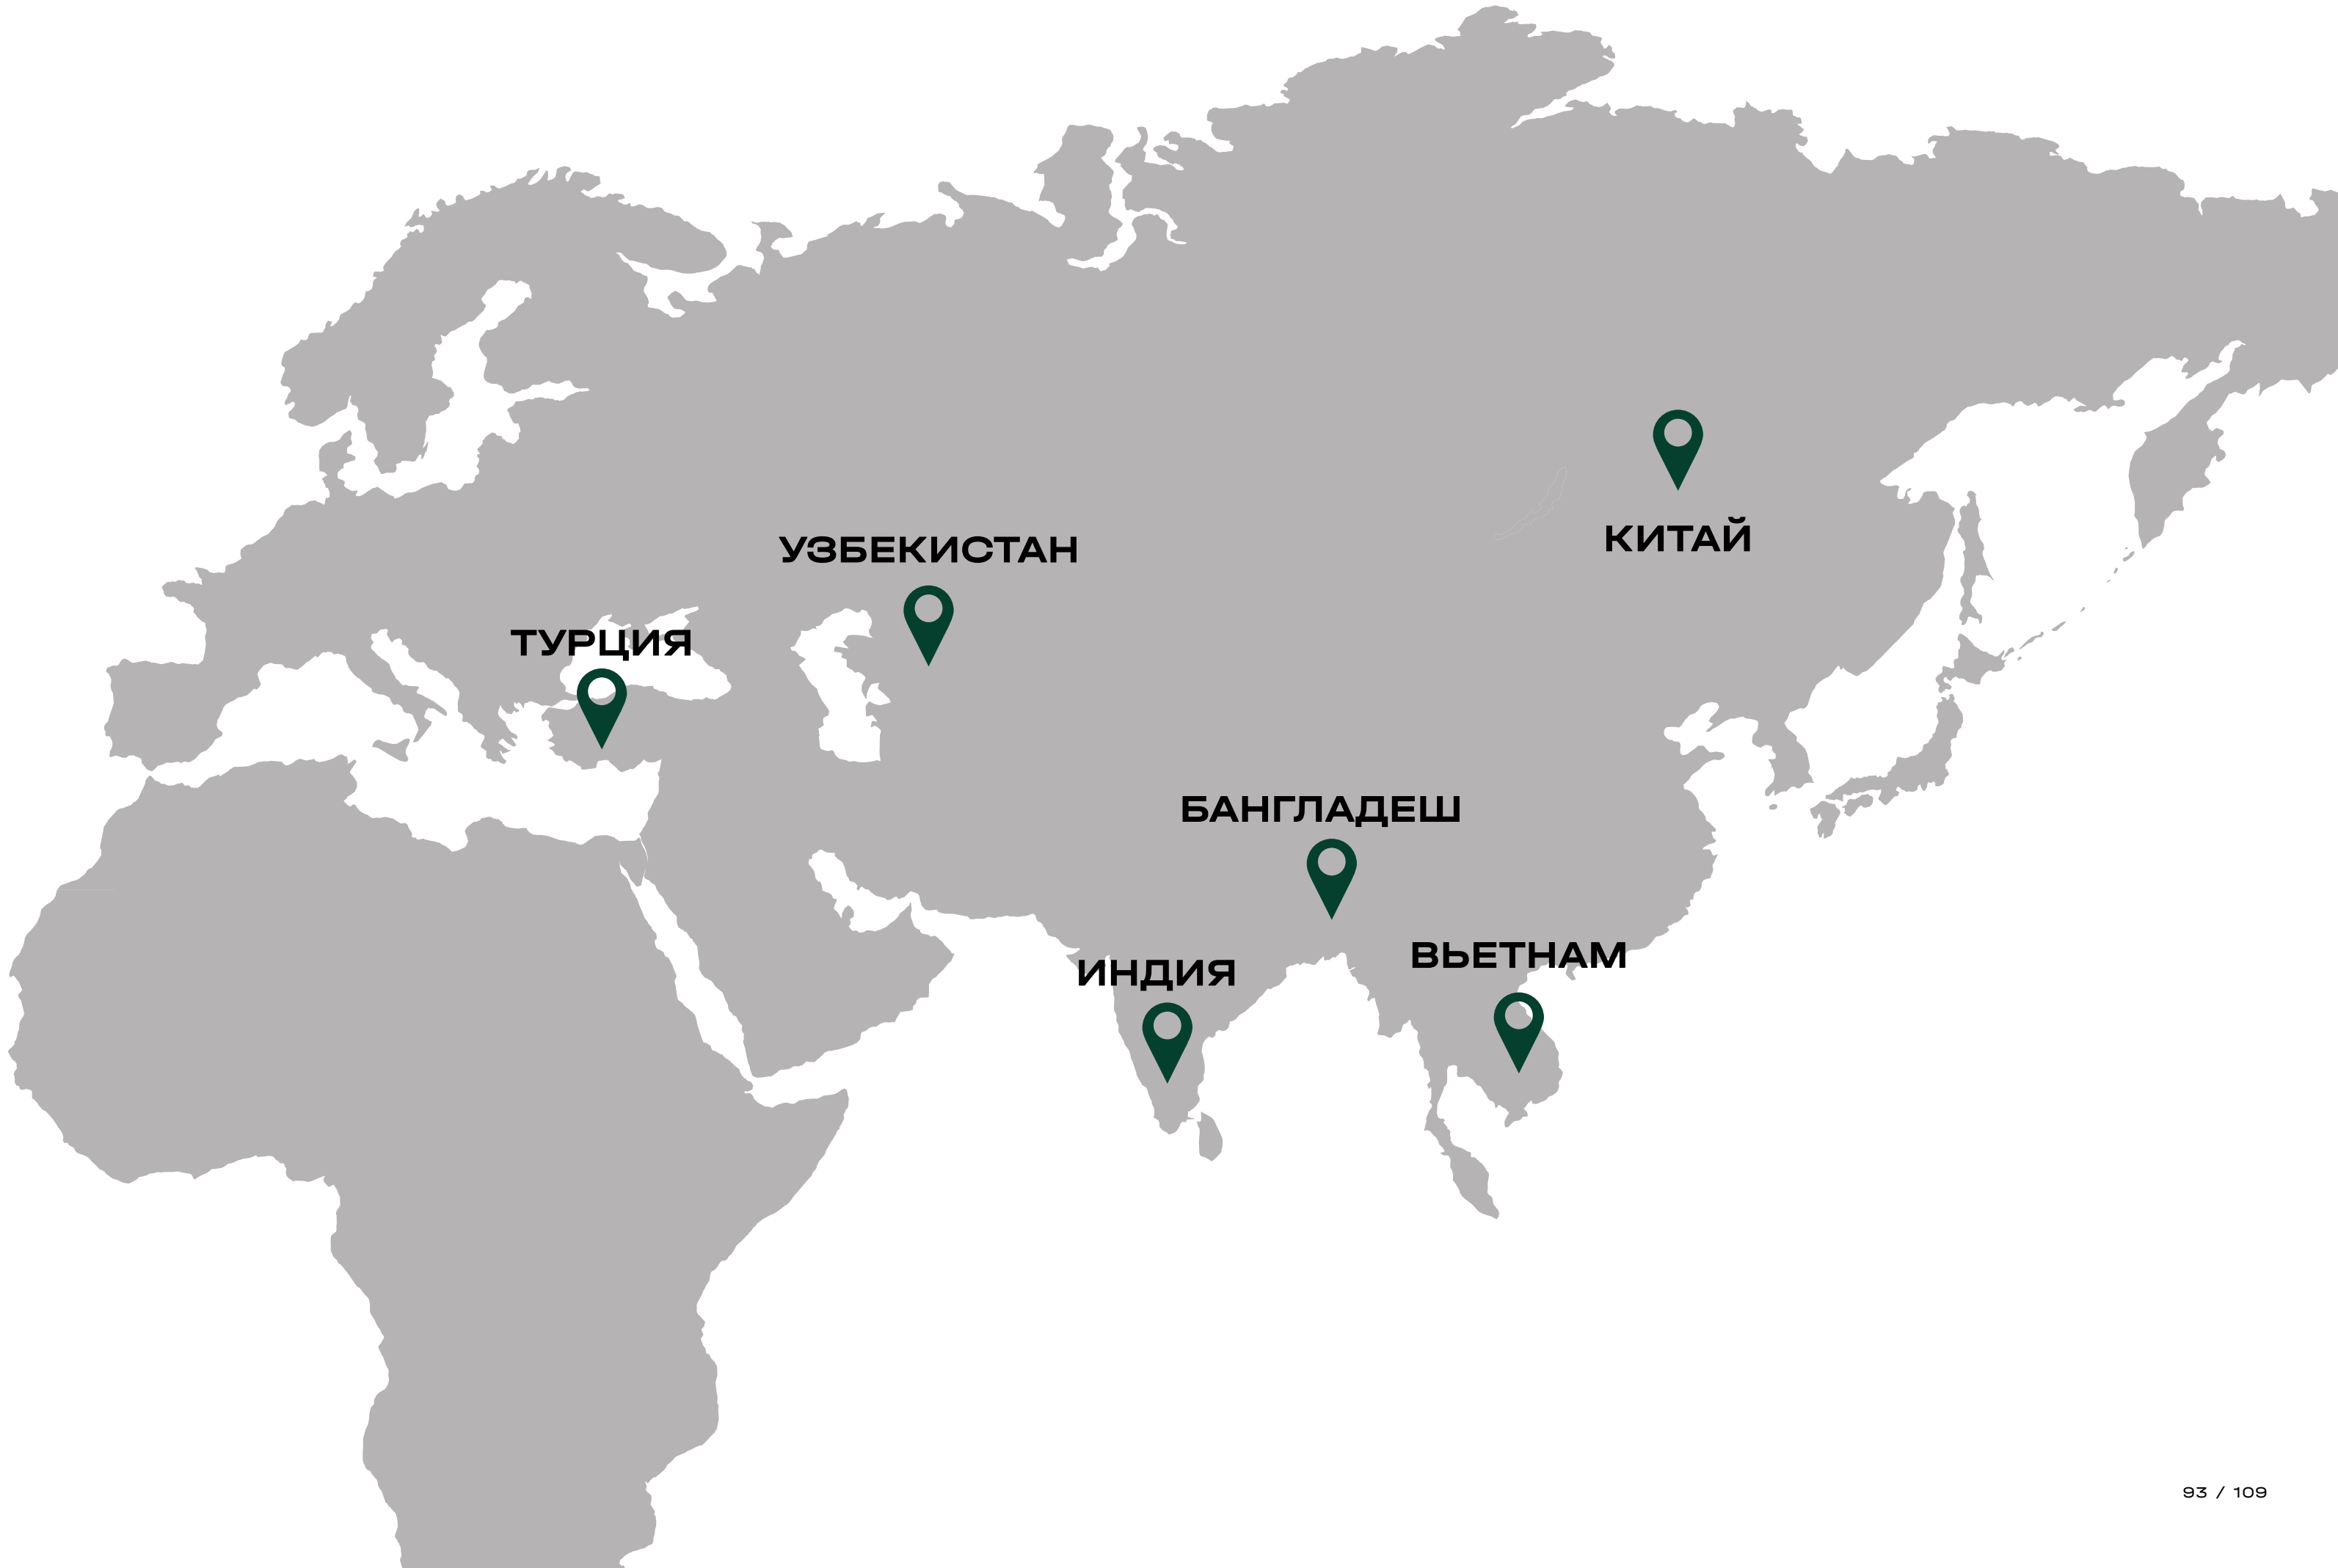 КИТАЙ
УЗБЕКИСТАН
ТУРЦИЯ
БАНГЛАДЕШ
ВЬЕТНАМ
ИНДИЯ
93 / 109